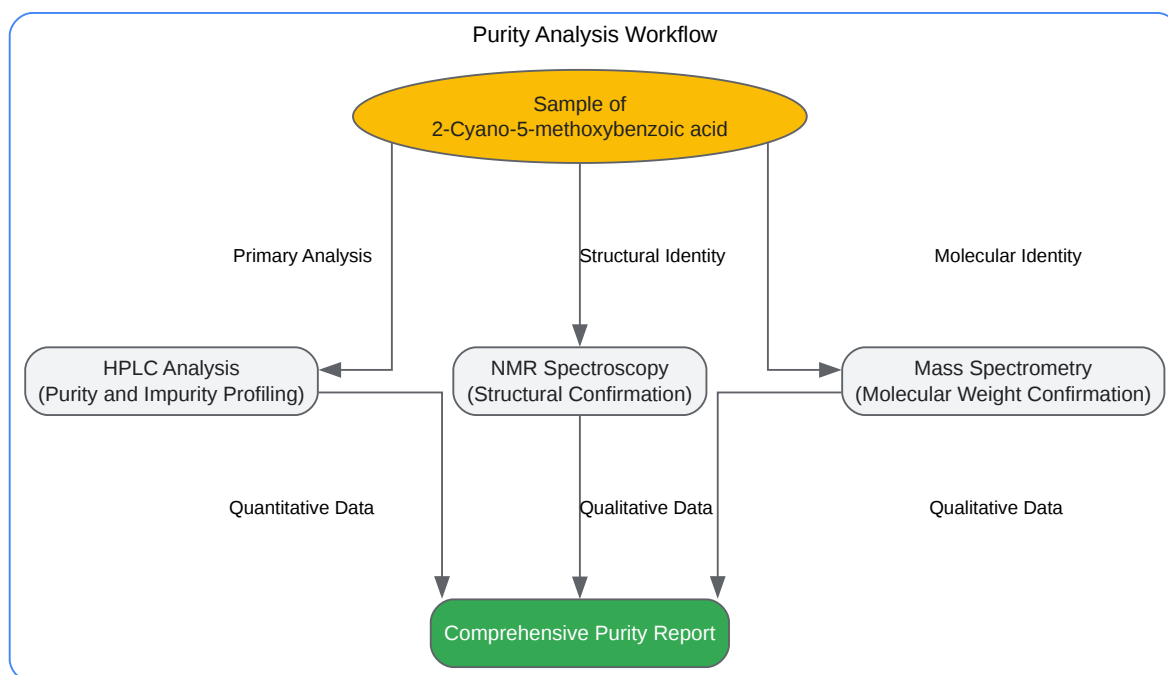 Purity Analysis Workflow
Sample of
2-Cyano-5-methoxybenzoic acid
Primary Analysis
Structural Identity
Molecular Identity
HPLC Analysis
(Purity and Impurity Profiling)
NMR Spectroscopy
(Structural Confirmation)
Mass Spectrometry
(Molecular Weight Confirmation)
Quantitative Data
Qualitative Data
Qualitative Data
Comprehensive Purity Report